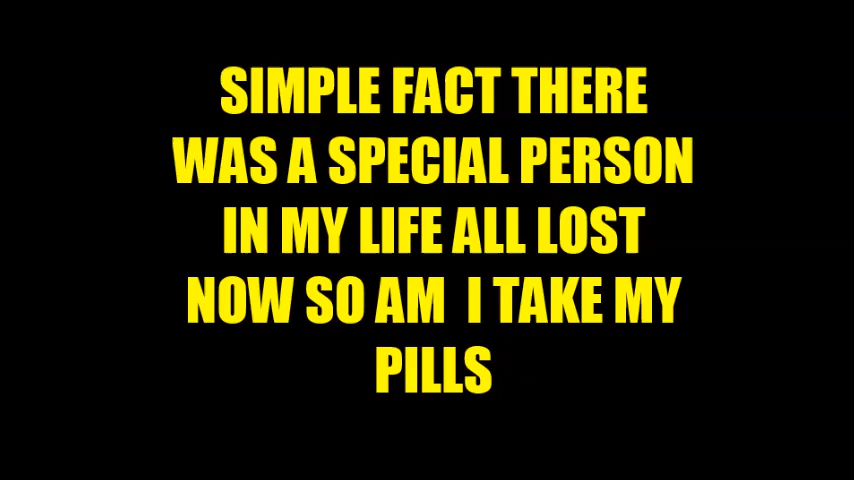 SIMPLE FACT THERE
WAS A SPECIAL PERSON
IN MY LIFE ALL LOST
NOW SO AM  I TAKE MY
PILLS